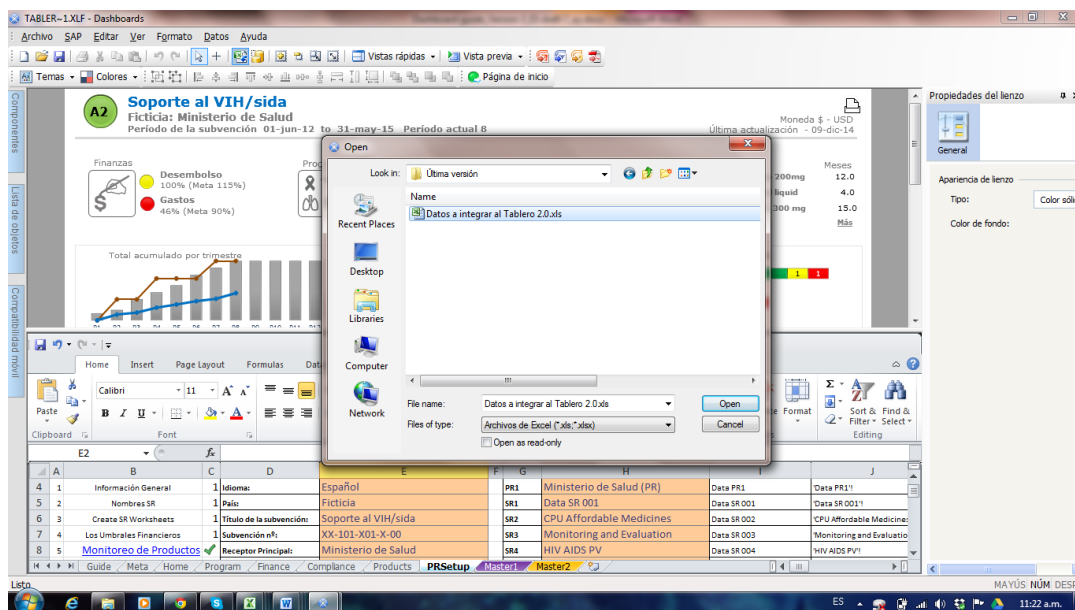 TABLER~1.XLF - Dashboards
Archivo SAP Editar Ver Formato Datos Ayuda
Vistas rápidas Vista previa
Temas Colores Página de inicio
Componentes
Lista de objetos
Compatibilidad móvil
A2
Soporte al VIH/sida
Ficticia: Ministerio de Salud
Período de la subvención 01-jun-12 to 31-may-15 Período actual 8
Moneda $ - USD
Última actualización - 09-dic-14
Finanzas
Desembolso
100% (Meta 115%)
Gastos
46% (Meta 90%)
Total acumulado por trimestre
Meses
200mg 12.0
liquid 4.0
300 mg 15.0
Más
1 1
Propiedades del lienzo
General
Apariencia de lienzo
Tipo: Color sóli
Color de fondo:
Open
Look in: Última versión
Name
Datos a integrar al Tablero 2.0.xls
Recent Places
Desktop
Libraries
Computer
Network
File name: Datos a integrar al Tablero 2.0.xls Open
Files of type: Archivos de Excel (*.xls;*.xlsx) Cancel
Open as read-only
Home Insert Page Layout Formulas Dat
Paste
Calibri 11
B I U
Clipboard Font
Format
Sort & Filter
Find & Select
Editing
E2 fx
A B C D E F G H I J
4 1 Información General 1 Idioma: Español PR1 Ministerio de Salud (PR) Data PR1 'Data PR1'!
5 2 Nombres SR 1 País: Ficticia SR1 Data SR 001 Data SR 001 'Data SR 001'!
6 3 Create SR Worksheets 1 Título de la subvención: Soporte al VIH/sida SR2 CPU Affordable Medicines Data SR 002 'CPU Affordable Medicine
7 4 Los Umbrales Financieros 1 Subvención nº: XX-101-X01-X-00 SR3 Monitoring and Evaluation Data SR 003 'Monitoring and Evaluatio
8 5 Monitoreo de Productos Receptor Principal: Ministerio de Salud SR4 HIV AIDS PV Data SR 004 'HIV AIDS PV'!
Guide Meta Home Program Finance Compliance Products PRSetup Master1 Master2
Listo MAYÚS NÚM DESP
ES 11:22 a.m.